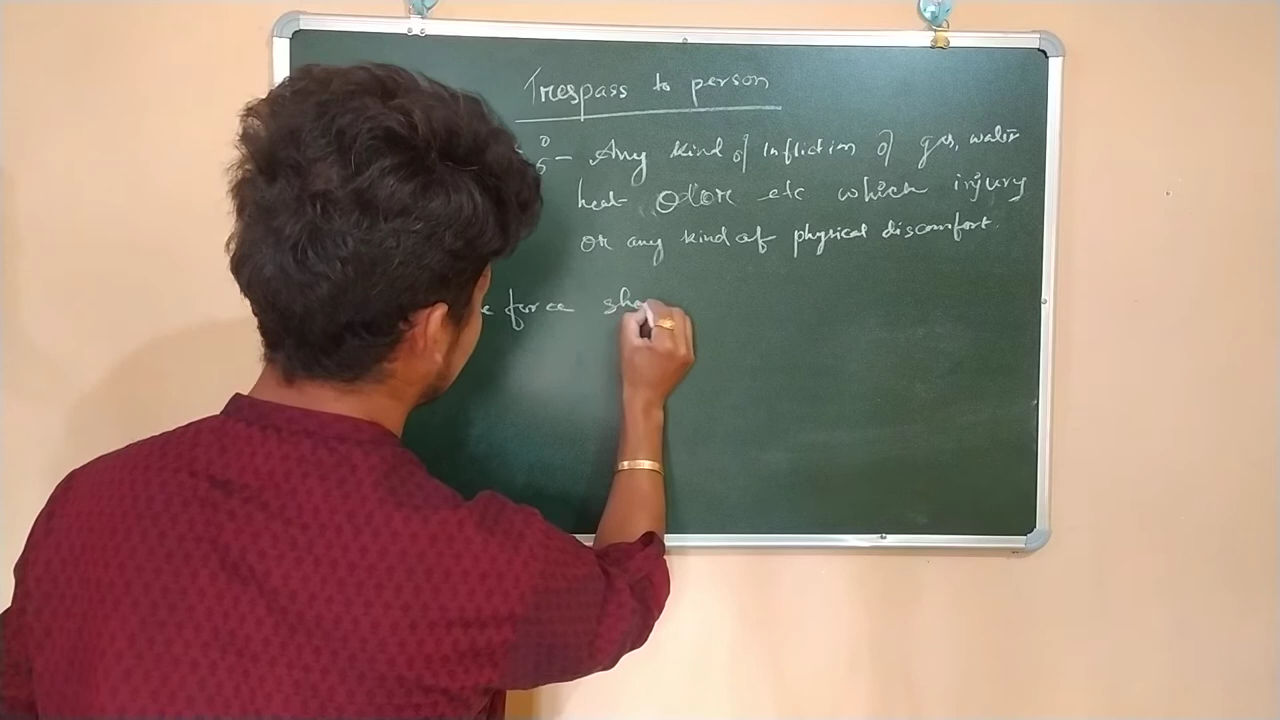 Trespass to person
- Any kind of infliction of gas, water
heat odore etc which injury
or any kind of physical discomfort.
force